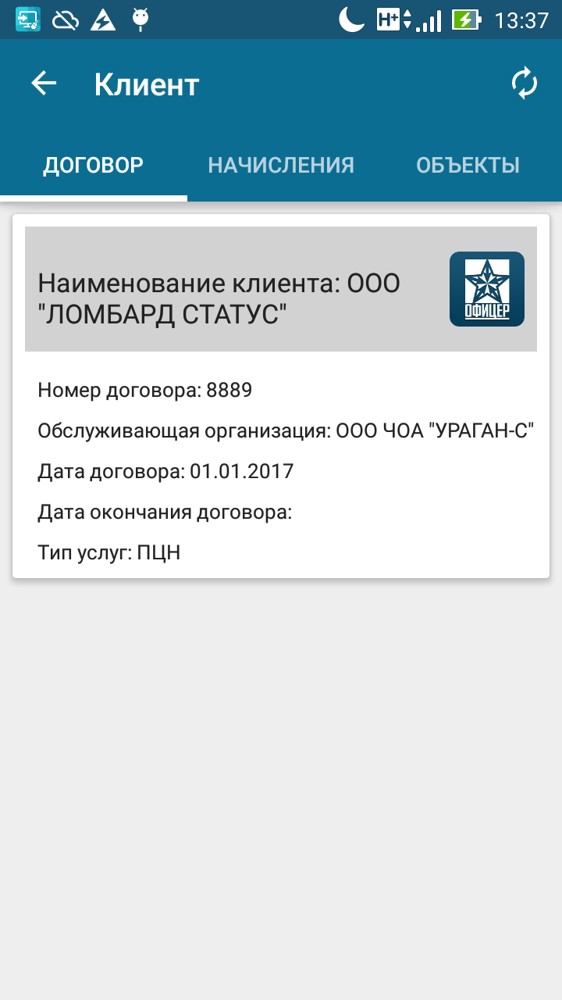 H+ 13:37
Клиент
ДОГОВОР НАЧИСЛЕНИЯ ОБЪЕКТЫ
Наименование клиента: ООО
"ЛОМБАРД СТАТУС"
ОФИЦЕР
Номер договора: 8889
Обслуживающая организация: ООО ЧОА "УРАГАН-С"
Дата договора: 01.01.2017
Дата окончания договора:
Тип услуг: ПЦН